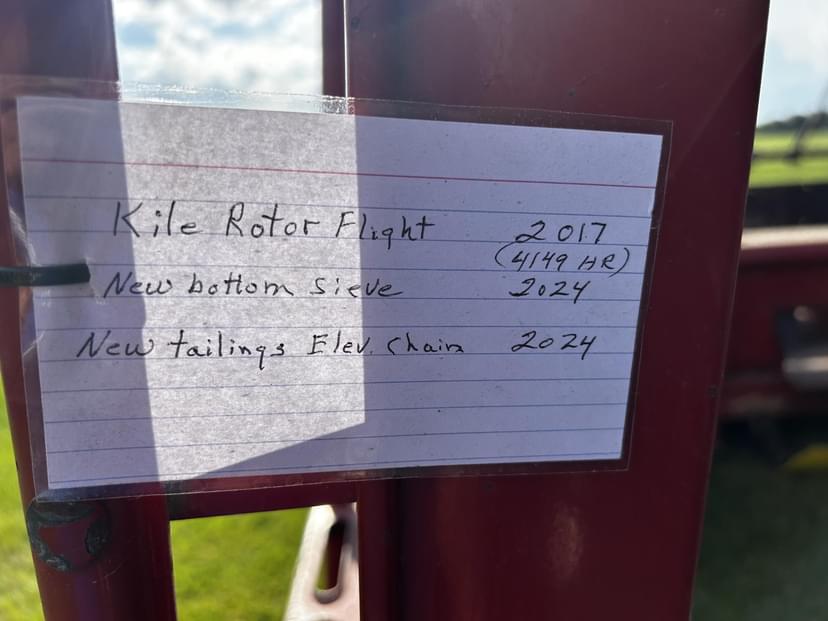 Kile Rotor Flight 2017
(4149 HR)
New bottom sieve 2024
New tailings Elev. Chain 2024